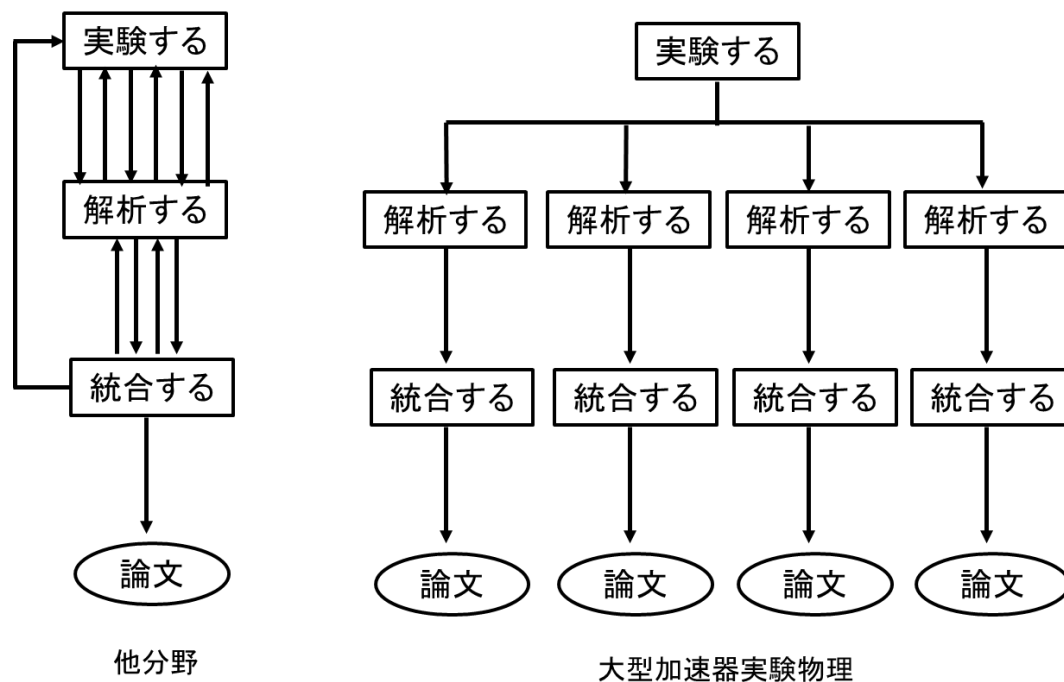 実験する
解析する
統合する
論文
他分野
実験する
解析する 解析する 解析する 解析する
統合する 統合する 統合する 統合する
論文 論文 論文 論文
大型加速器実験物理